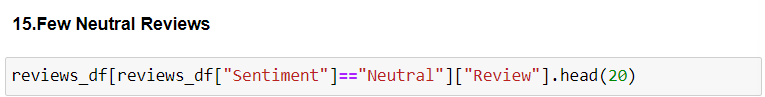 15.Few Neutral Reviews
reviews_df[reviews_df["Sentiment"]=="Neutral"]["Review"].head(20)